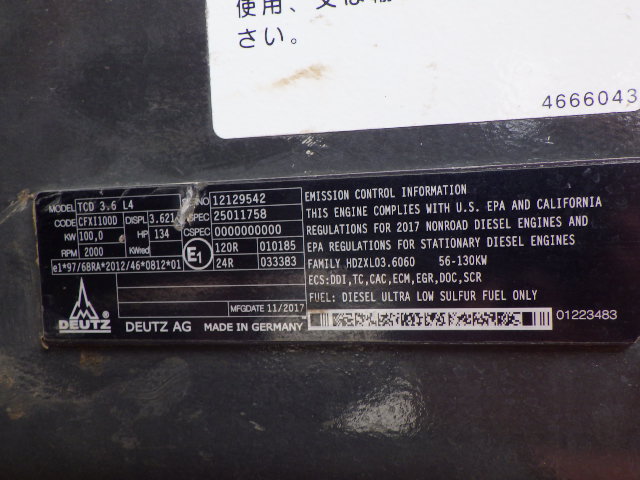 使用、又は
さい。
4666043
MODEL TCD 3.6 L4 NO 12129542
CODE CFX1100D DISPL 3.621 SPEC 25011758
KW 100,0 HP 134 CSPEC 0000000000
RPM 2000 KWred E1 120R 010185
e1*97/68RA*2012/46*0812*01 24R 033383
MFGDATE 11/2017
DEUTZ DEUTZ AG MADE IN GERMANY
EMISSION CONTROL INFORMATION
THIS ENGINE COMPLIES WITH U.S. EPA AND CALIFORNIA
REGULATIONS FOR 2017 NONROAD DIESEL ENGINES AND
EPA REGULATIONS FOR STATIONARY DIESEL ENGINES
FAMILY HDZXL03.6060 56-130KW
ECS:DDI,TC,CAC,ECM,EGR,DOC,SCR
FUEL: DIESEL ULTRA LOW SULFUR FUEL ONLY
01223483